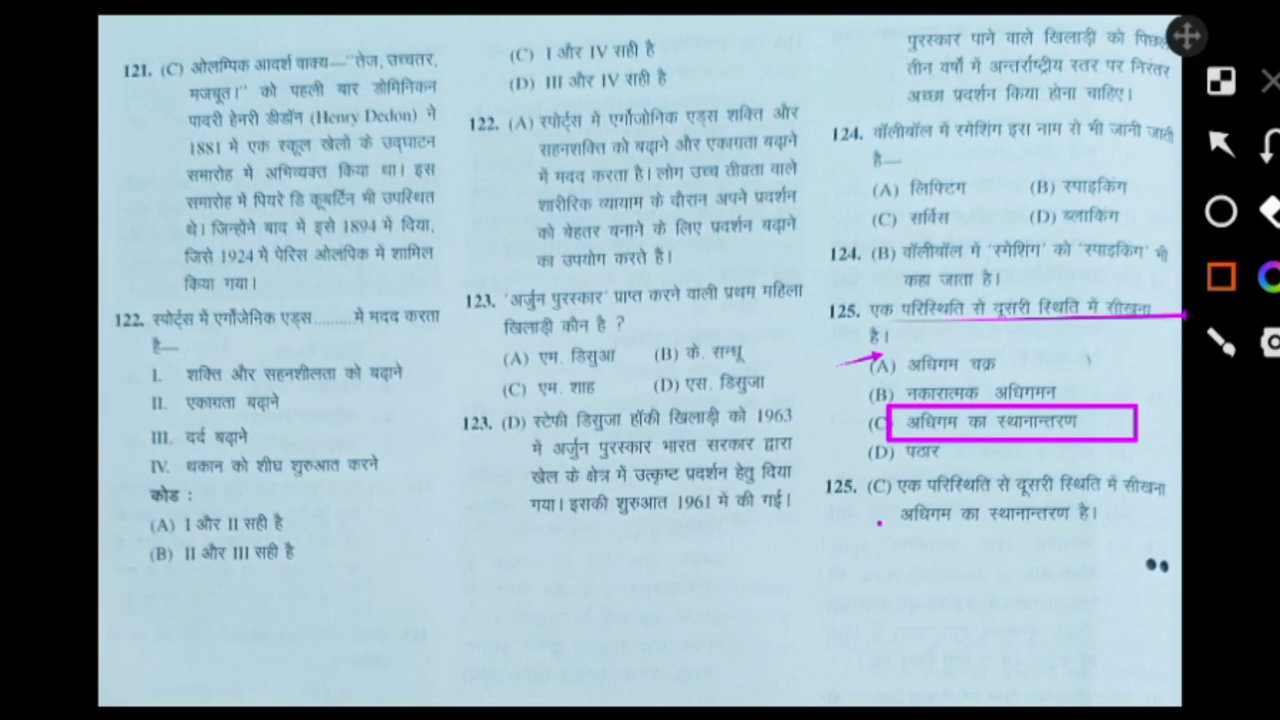 121. (C) ओलम्पिक आदर्श वाक्य—"तेज, उच्चतर,
मजबूत।" को पहली बार डोमिनिकन
पादरी हेनरी डीडॉन (Henry Dedon) ने
1881 में एक स्कूल खेलों के उद्घाटन
समारोह में अभिव्यक्त किया था। इस
समारोह मे पियरे डि कूबर्टिन भी उपस्थित
थे। जिन्होंने बाद में इसे 1894 में दिया,
जिसे 1924 में पेरिस ओलंपिक में शामिल
किया गया।
122. स्पोर्ट्स में एर्गोजेनिक एड्स..........में मदद करता
है—
I. शक्ति और सहनशीलता को बढ़ाने
II. एकाग्रता बढ़ाने
III. दर्द बढ़ाने
IV. थकान को शीघ्र शुरुआत करने
कोड :
(A) I और II सही है
(B) II और III सही है
(C) I और IV सही है
(D) III और IV सही है
122. (A) स्पोर्ट्स में एर्गोजोनिक एड्स शक्ति और
सहनशक्ति को बढ़ाने और एकाग्रता बढ़ाने
में मदद करता है। लोग उच्च तीव्रता वाले
शारीरिक व्यायाम के दौरान अपने प्रदर्शन
को बेहतर बनाने के लिए प्रदर्शन बढ़ाने
का उपयोग करते है।
123. 'अर्जुन पुरस्कार' प्राप्त करने वाली प्रथम महिला
खिलाड़ी कौन है ?
(A) एम. डिसुआ (B) के. सन्धू
(C) एम. शाह (D) एस. डिसूजा
123. (D) स्टेफी डिसूजा हॉकी खिलाड़ी को 1963
में अर्जुन पुरस्कार भारत सरकार द्वारा
खेल के क्षेत्र में उत्कृष्ट प्रदर्शन हेतु दिया
गया। इसकी शुरुआत 1961 मे की गई।
पुरस्कार पाने वाले खिलाड़ी को पिछले
तीन वर्षों में अन्तर्राष्ट्रीय स्तर पर निरंतर
अच्छा प्रदर्शन किया होना चाहिए।
124. वॉलीबॉल में स्मेशिंग इस नाम से भी जानी जाती
है—
(A) लिफ्टिंग (B) स्पाइकिंग
(C) सर्विस (D) ब्लाकिंग
124. (B) वॉलीबॉल में 'स्मेशिंग' को 'स्पाइकिंग' भी
कहा जाता है।
125. एक परिस्थिति से दूसरी स्थिति में सीखना
है।
(A) अधिगम चक्र
(B) नकारात्मक अधिगमन
(C) अधिगम का स्थानान्तरण
(D) पठार
125. (C) एक परिस्थिति से दूसरी स्थिति में सीखना
अधिगम का स्थानान्तरण है।